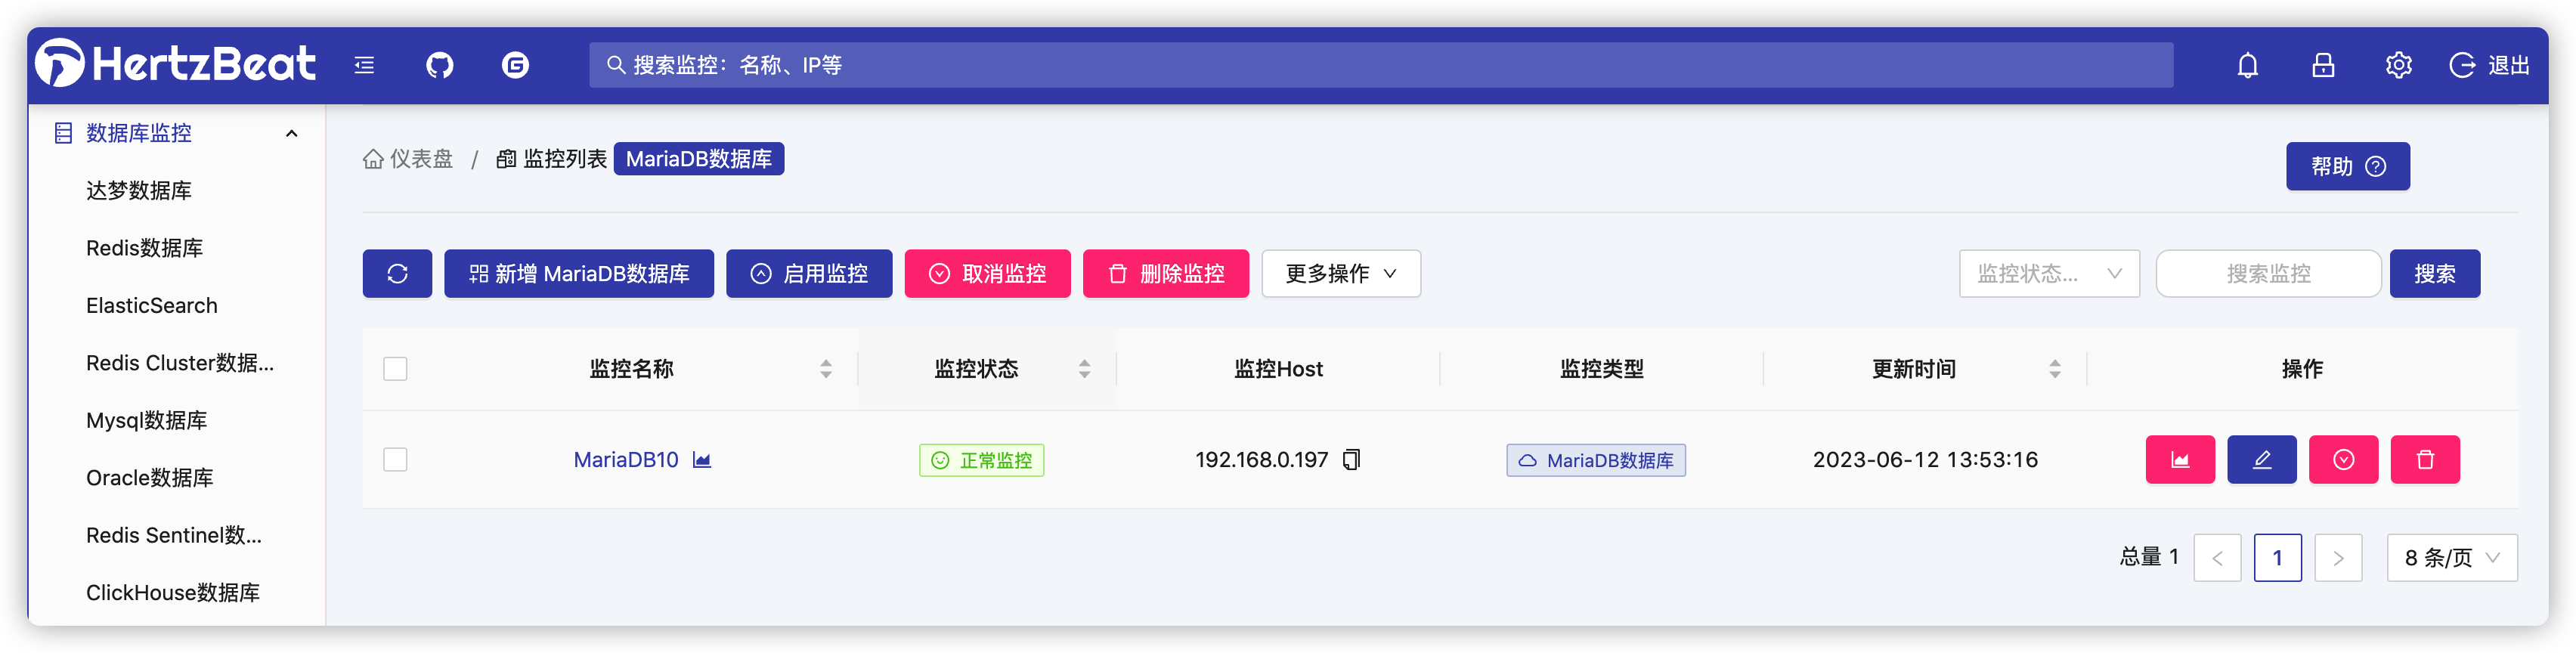 HertzBeat
搜索监控：名称、IP等
退出
数据库监控
达梦数据库
Redis数据库
ElasticSearch
Redis Cluster数据...
Mysql数据库
Oracle数据库
Redis Sentinel数...
ClickHouse数据库
仪表盘 / 监控列表 MariaDB数据库
帮助
新增 MariaDB数据库 启用监控 取消监控 删除监控 更多操作
监控状态... 搜索监控 搜索
监控名称 监控状态 监控Host 监控类型 更新时间 操作
MariaDB10 正常监控 192.168.0.197 MariaDB数据库 2023-06-12 13:53:16
总量 1 < 1 > 8 条/页